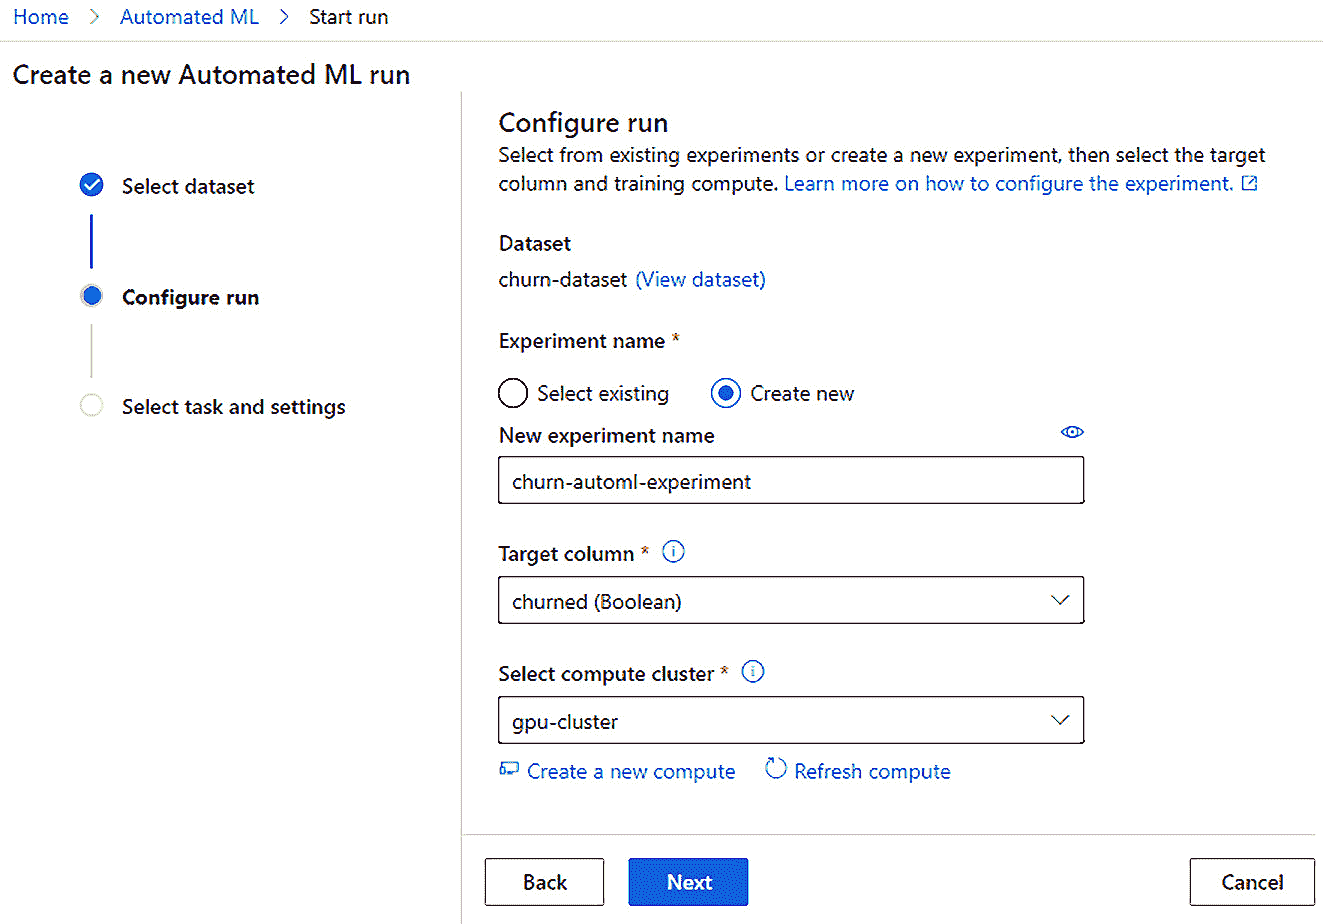 Home > Automated ML > Start run
Create a new Automated ML run
Select dataset
Configure run
Select task and settings
Configure run
Select from existing experiments or create a new experiment, then select the target
column and training compute. Learn more on how to configure the experiment.
Dataset
churn-dataset (View dataset)
Experiment name *
Select existing Create new
New experiment name
churn-automl-experiment
Target column *
churned (Boolean)
Select compute cluster *
gpu-cluster
Create a new compute Refresh compute
Back Next Cancel